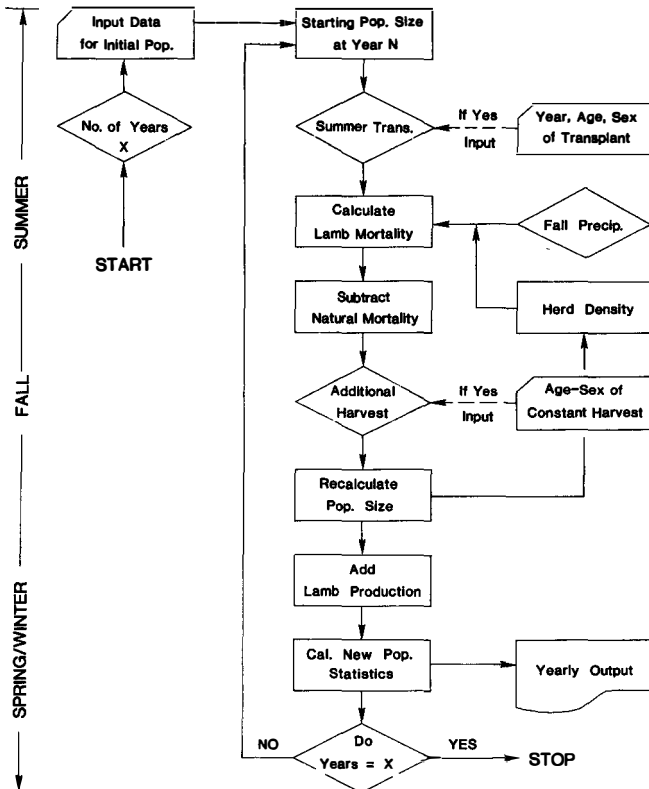 Input Data
for Initial Pop.
Starting Pop. Size
at Year N
No. of Years
X
Summer Trans.
If Yes
Input
Year, Age, Sex
of Transplant
START
Calculate
Lamb Mortality
Fall Precip.
Subtract
Natural Mortality
Herd Density
Additional
Harvest
If Yes
Input
Age-Sex of
Constant Harvest
Recalculate
Pop. Size
Add
Lamb Production
Cal. New Pop.
Statistics
Yearly Output
NO
Do
Years = X
YES
STOP
SUMMER
FALL
SPRING/WINTER